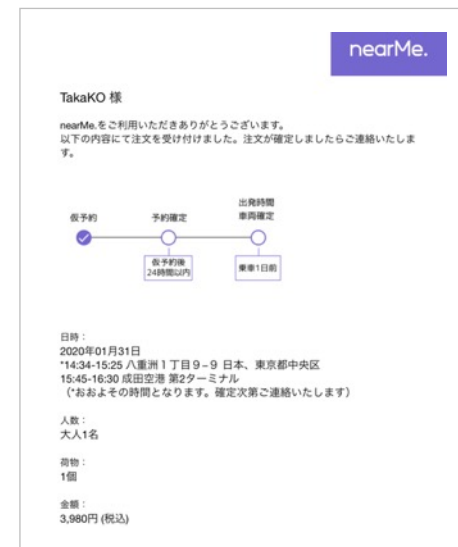 nearMe.
TakaKO 様
nearMe.をご利用いただきありがとうございます。
以下の内容にて注文を受け付けました。注文が確定しましたらご連絡いたしま
す。
仮予約
予約確定
出発時間
車両確定
仮予約後
24時間以内
乗車1日前
日時：
2020年01月31日
*14:34-15:25 八重洲１丁目９−９ 日本、東京都中央区
15:45-16:30 成田空港 第2ターミナル
（*おおよその時間となります。確定次第ご連絡いたします）
人数：
大人1名
荷物：
1個
金額：
3,980円 (税込)